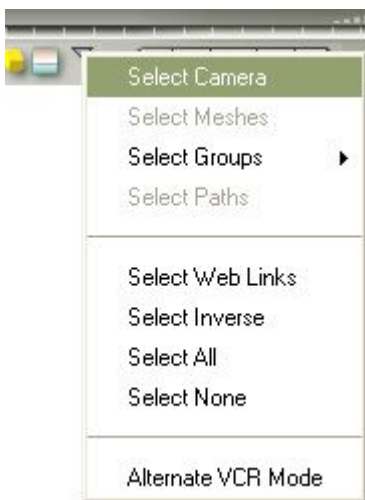 Select Camera
Select Meshes
Select Groups
Select Paths
Select Web Links
Select Inverse
Select All
Select None
Alternate VCR Mode